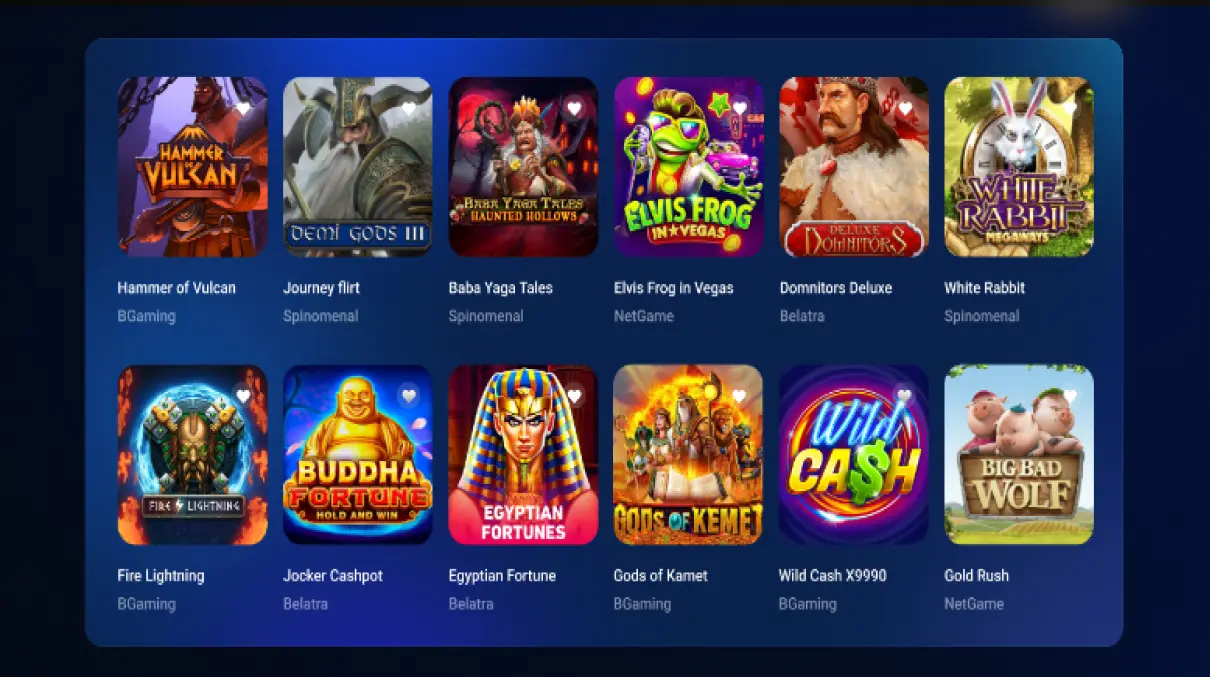 HAMMER
OF
VULCAN
DEMI GODS III
BABA YAGA TALES
HAUNTED HOLLOWS
ELVIS FROG
IN★VEGAS
DELUXE
DOMNITORS
WHITE
RABBIT
MEGAWAYS
Hammer of Vulcan
Journey flirt
Baba Yaga Tales
Elvis Frog in Vegas
Domnitors Deluxe
White Rabbit
BGaming
Spinomenal
Spinomenal
NetGame
Belatra
Spinomenal
FIRE LIGHTNING
BUDDHA
FORTUNE
HOLD AND WIN
EGYPTIAN
FORTUNES
GODS OF KEMET
Wild
CA$H
BIG BAD
WOLF
Fire Lightning
Jocker Cashpot
Egyptian Fortune
Gods of Kamet
Wild Cash X9990
Gold Rush
BGaming
Belatra
Belatra
BGaming
BGaming
NetGame